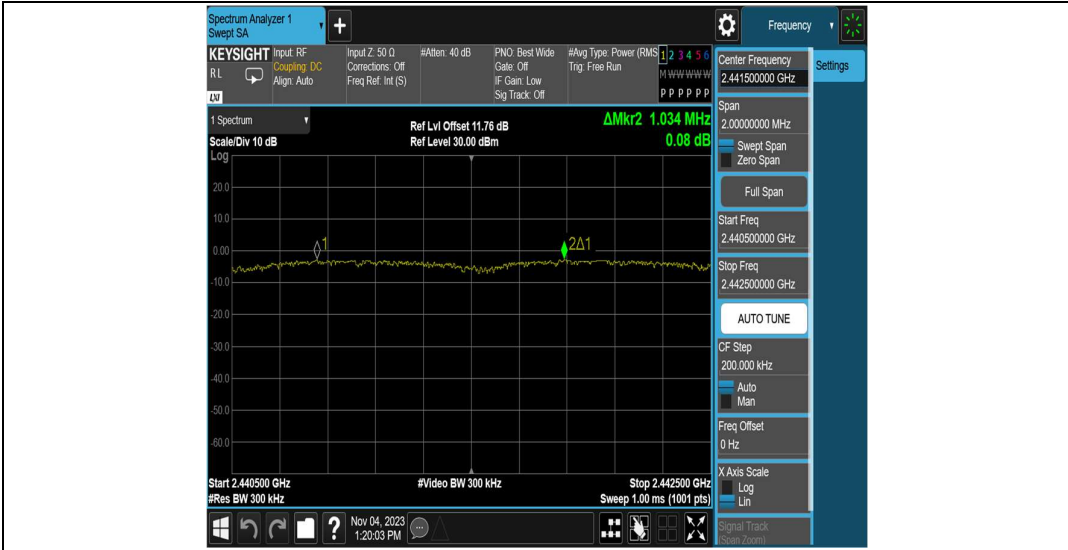 Spectrum Analyzer 1
Swept SA
Frequency
KEYSIGHT
RL
LXI
Input: RF
Coupling: DC
Align: Auto
Input Z: 50 Ω
Corrections: Off
Freq Ref: Int (S)
#Atten: 40 dB
PNO: Best Wide
Gate: Off
IF Gain: Low
Sig Track: Off
#Avg Type: Power (RMS
Trig: Free Run
1 2 3 4 5 6
M W W W W W
P P P P P P
1 Spectrum
Scale/Div 10 dB
Log
Ref Lvl Offset 11.76 dB
Ref Level 30.00 dBm
ΔMkr2 1.034 MHz
0.08 dB
20.0
10.0
0.00
-10.0
-20.0
-30.0
-40.0
-50.0
-60.0
1
2Δ1
Start 2.440500 GHz
#Res BW 300 kHz
#Video BW 300 kHz
Stop 2.442500 GHz
Sweep 1.00 ms (1001 pts)
?
Nov 04, 2023
1:20:03 PM
Center Frequency
2.441500000 GHz
Settings
Span
2.00000000 MHz
Swept Span
Zero Span
Full Span
Start Freq
2.440500000 GHz
Stop Freq
2.442500000 GHz
AUTO TUNE
CF Step
200.000 kHz
Auto
Man
Freq Offset
0 Hz
X Axis Scale
Log
Lin
Signal Track
(Span Zoom)